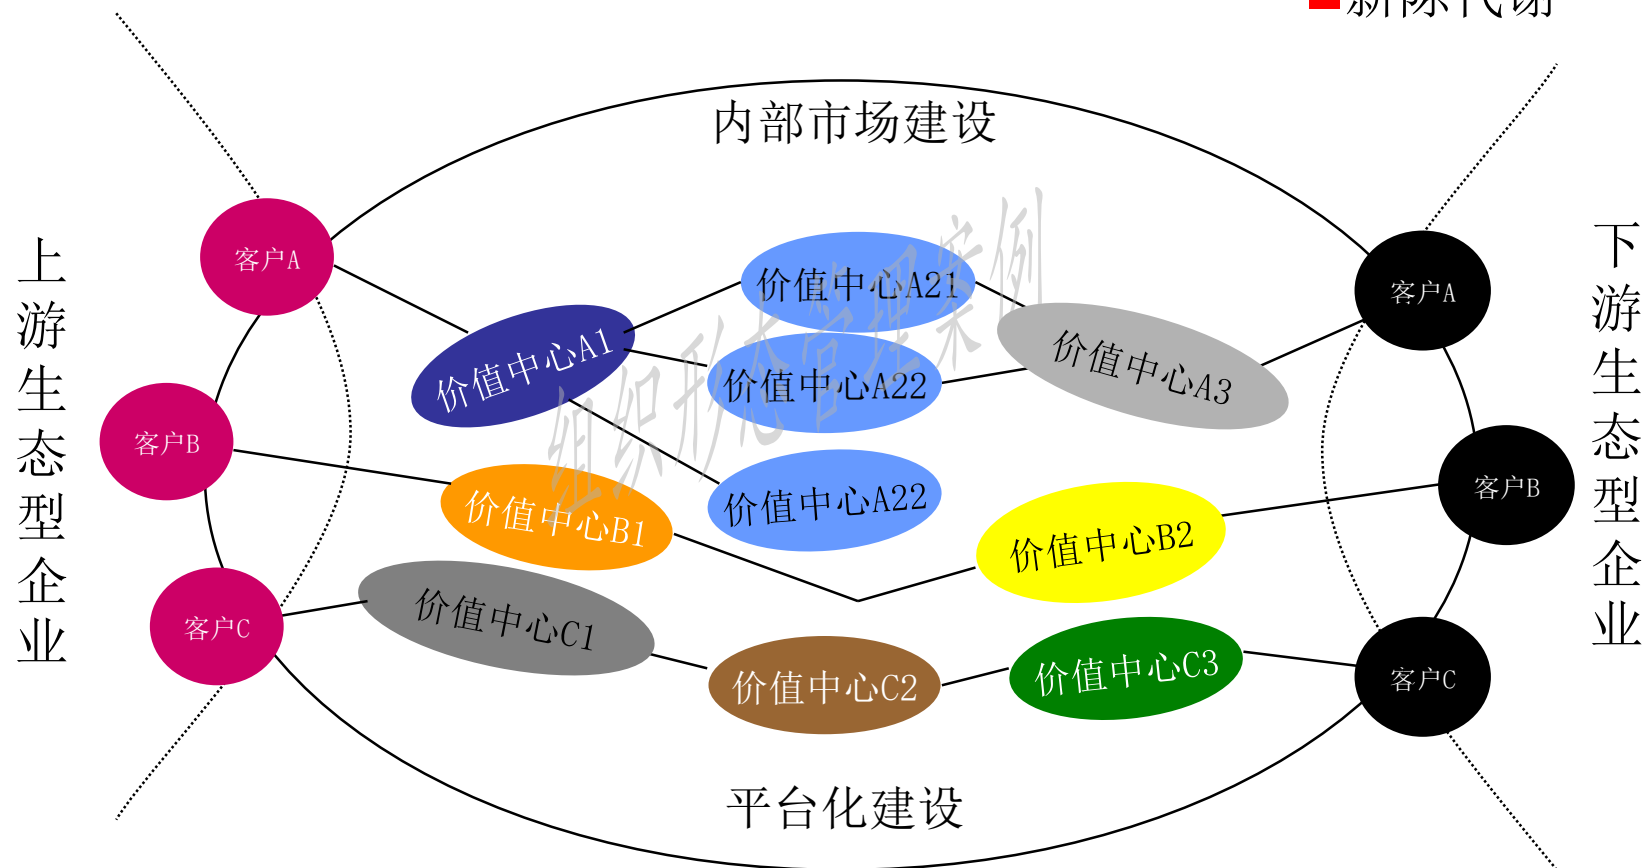 新陈代谢
内部市场建设
上游生态型企业
下游生态型企业
客户A
客户B
客户C
价值中心A1
价值中心A21
价值中心A22
价值中心A22
价值中心A3
价值中心B1
价值中心B2
价值中心C1
价值中心C2
价值中心C3
客户A
客户B
客户C
平台化建设
组织形态管理案例